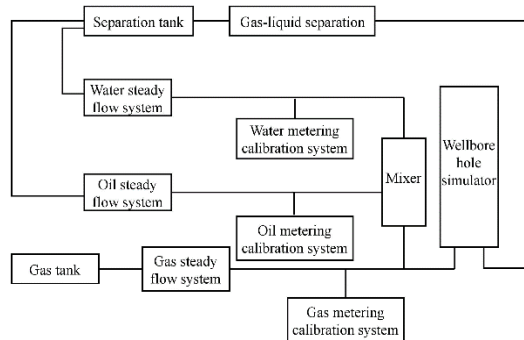 Separation tank
Gas-liquid separation
Water steady
flow system
Water metering
calibration system
Wellbore
hole
simulator
Mixer
Oil steady
flow system
Oil metering
calibration system
Gas tank
Gas steady
flow system
Gas metering
calibration system